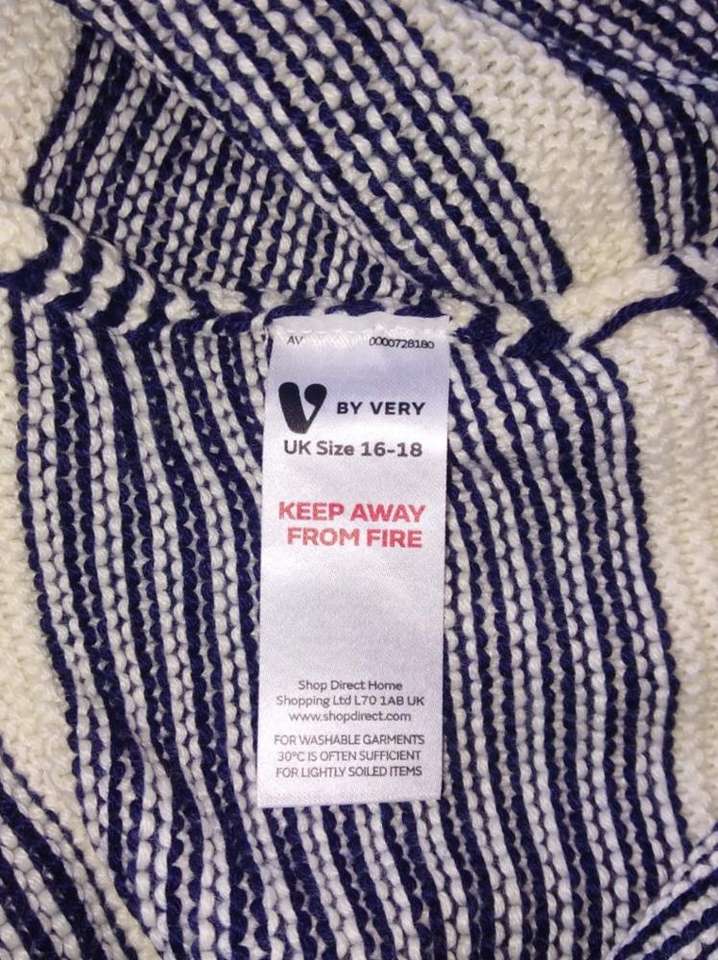 AV 0000728180
V BY VERY
UK Size 16-18
KEEP AWAY
FROM FIRE
Shop Direct Home
Shopping Ltd L70 1AB UK
www.shopdirect.com
FOR WASHABLE GARMENTS
30°C IS OFTEN SUFFICIENT
FOR LIGHTLY SOILED ITEMS